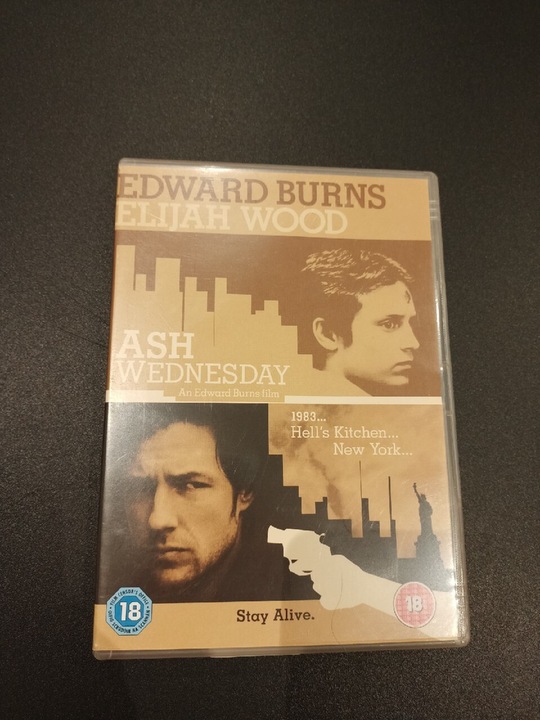 EDWARD BURNS
ELIJAH WOOD
ASH
WEDNESDAY
An Edward Burns film
1983...
Hell's Kitchen...
New York...
18
18
Stay Alive.